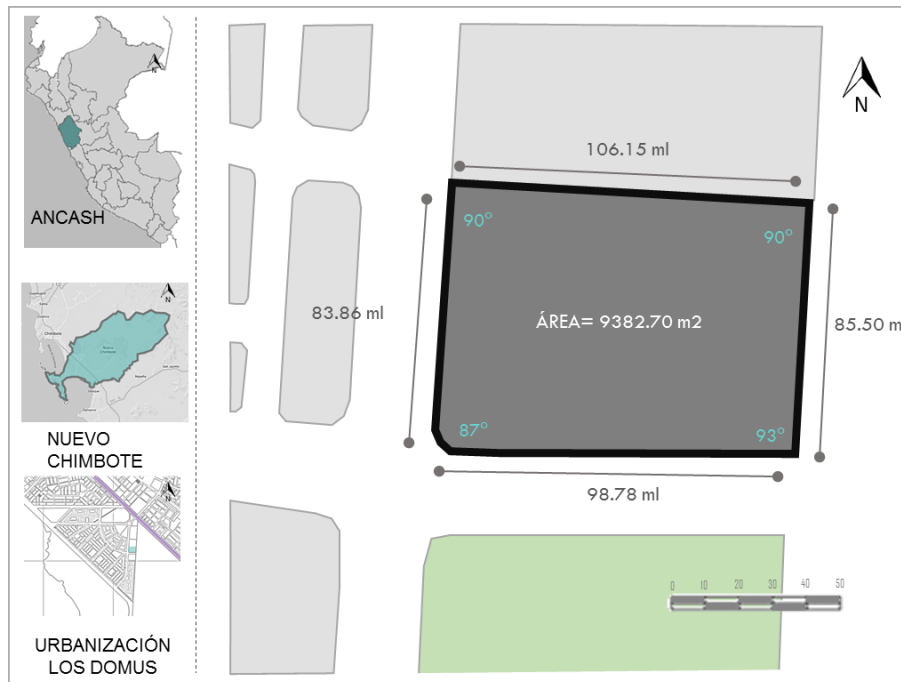 N
ANCASH
N
NUEVO
CHIMBOTE
N
URBANIZACIÓN
LOS DOMUS
N
106.15 ml
90°
90°
83.86 ml
ÁREA= 9382.70 m2
85.50 m
87°
93°
98.78 ml
0 10 20 30 40 50